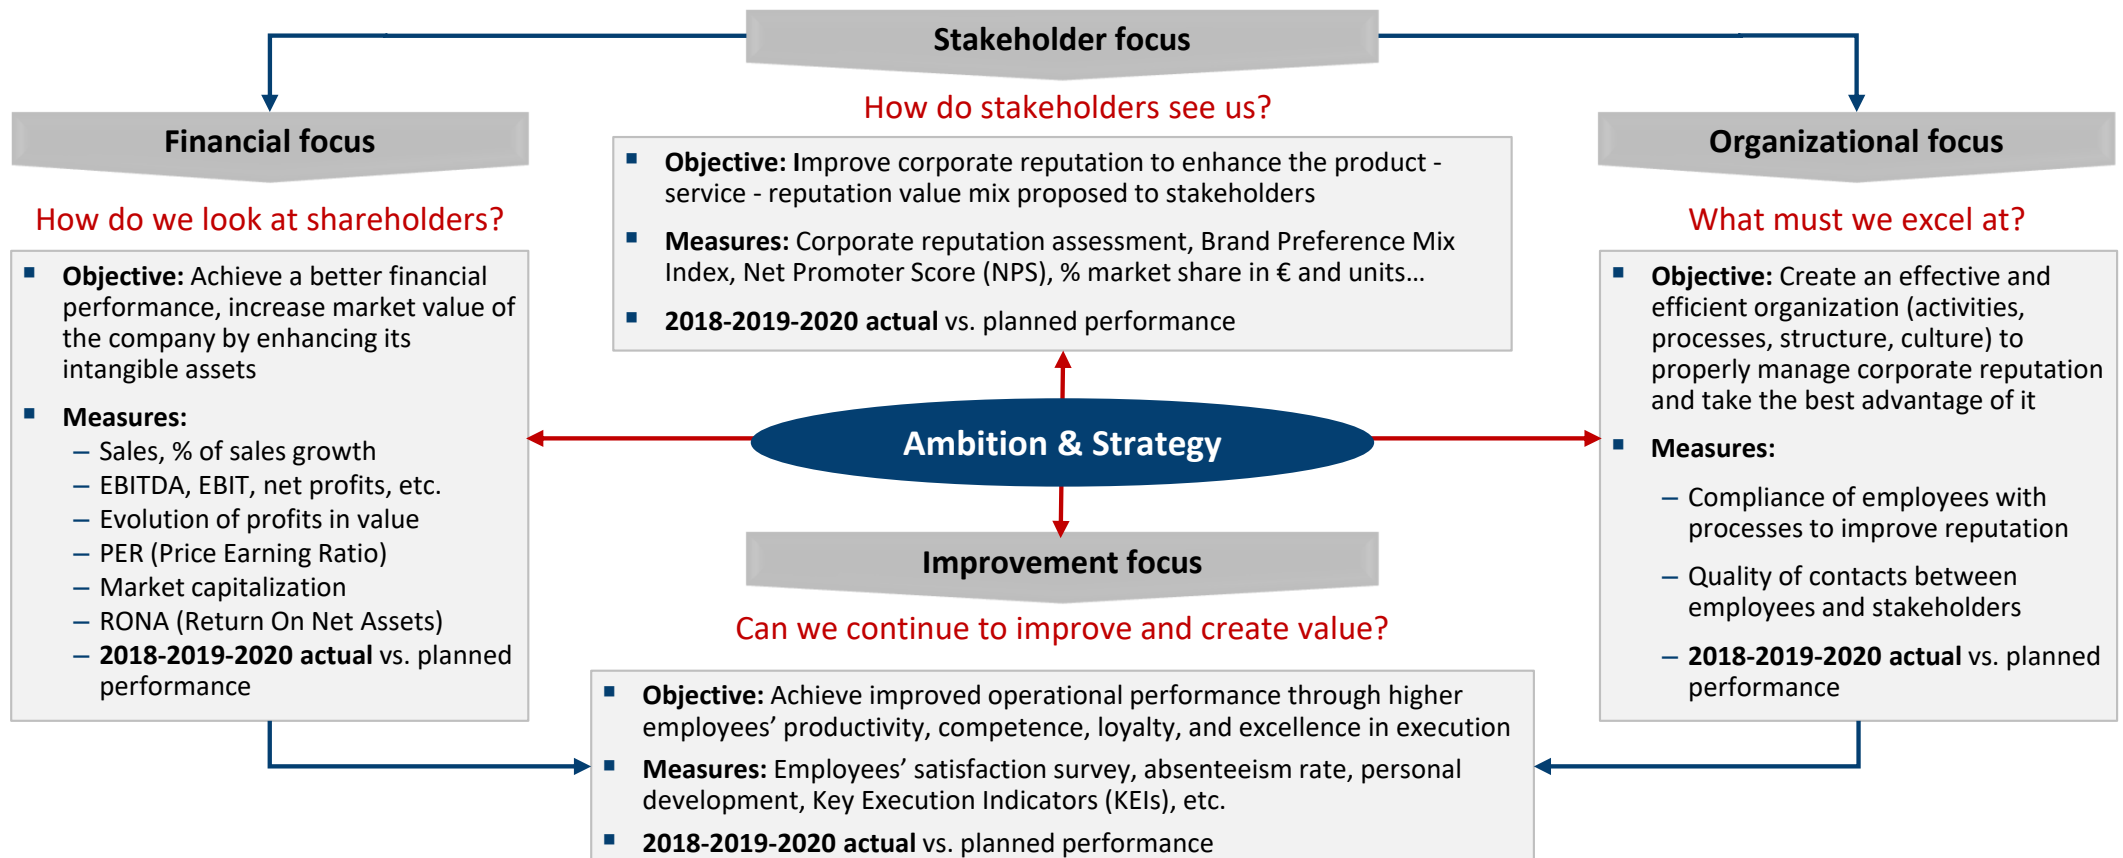 Stakeholder focus
How do stakeholders see us?
▪ Objective: Improve corporate reputation to enhance the product -
service - reputation value mix proposed to stakeholders
▪ Measures: Corporate reputation assessment, Brand Preference Mix
Index, Net Promoter Score (NPS), % market share in € and units…
▪ 2018-2019-2020 actual vs. planned performance
Financial focus
How do we look at shareholders?
▪ Objective: Achieve a better financial
performance, increase market value of
the company by enhancing its
intangible assets
▪ Measures:
– Sales, % of sales growth
– EBITDA, EBIT, net profits, etc.
– Evolution of profits in value
– PER (Price Earning Ratio)
– Market capitalization
– RONA (Return On Net Assets)
– 2018-2019-2020 actual vs. planned
performance
Ambition & Strategy
Organizational focus
What must we excel at?
▪ Objective: Create an effective and
efficient organization (activities,
processes, structure, culture) to
properly manage corporate reputation
and take the best advantage of it
▪ Measures:
– Compliance of employees with
processes to improve reputation
– Quality of contacts between
employees and stakeholders
– 2018-2019-2020 actual vs. planned
performance
Improvement focus
Can we continue to improve and create value?
▪ Objective: Achieve improved operational performance through higher
employees’ productivity, competence, loyalty, and excellence in execution
▪ Measures: Employees’ satisfaction survey, absenteeism rate, personal
development, Key Execution Indicators (KEIs), etc.
▪ 2018-2019-2020 actual vs. planned performance